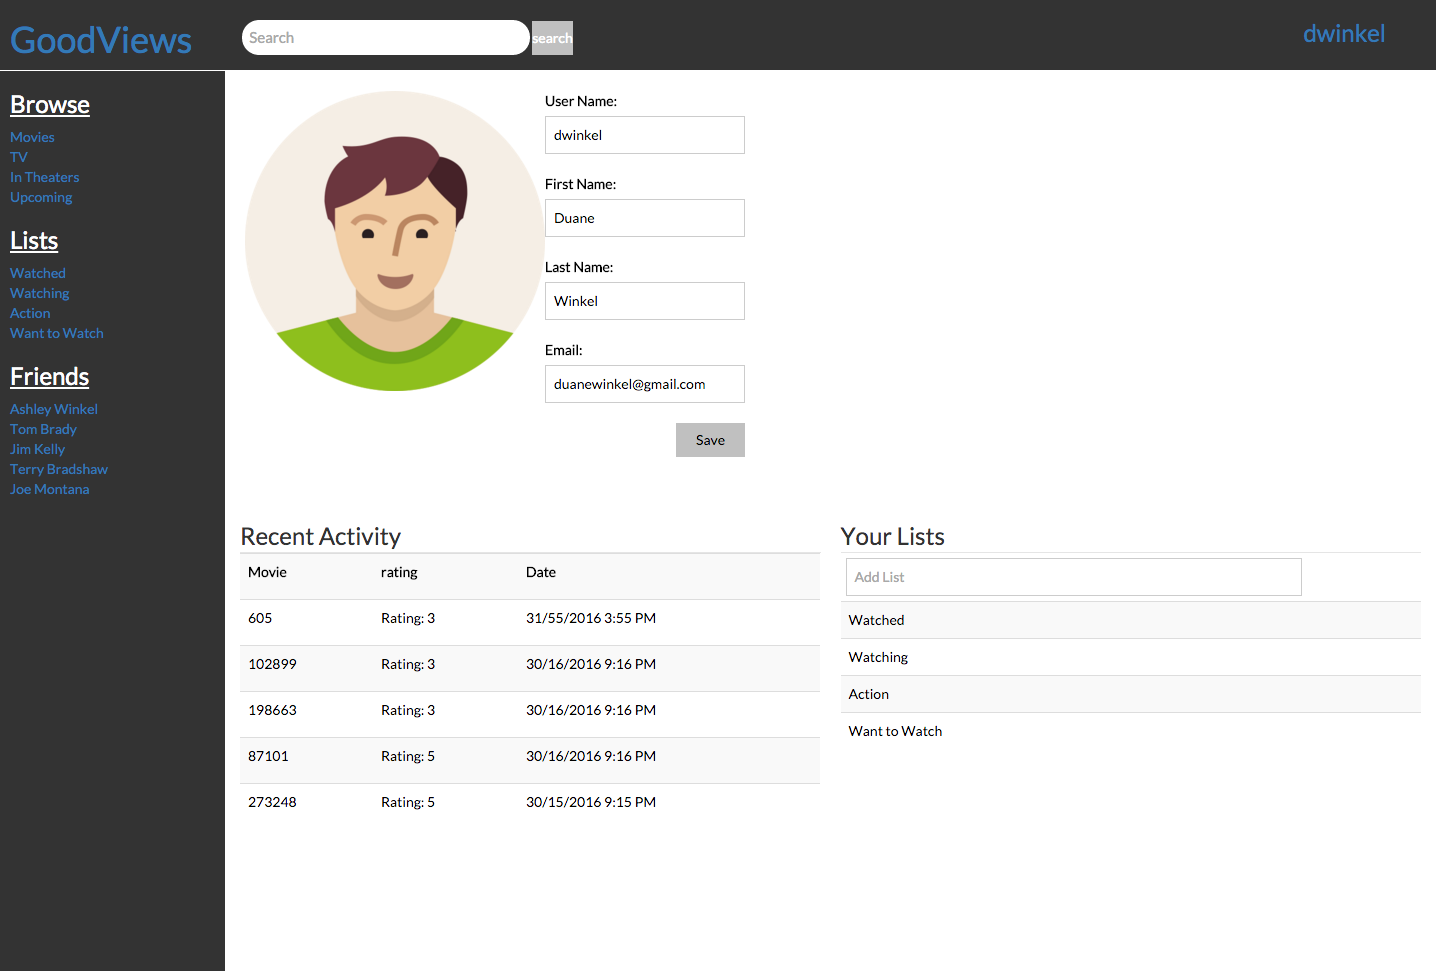 GoodViews
Search
search
dwinkel
Browse
Movies
TV
In Theaters
Upcoming
Lists
Watched
Watching
Action
Want to Watch
Friends
Ashley Winkel
Tom Brady
Jim Kelly
Terry Bradshaw
Joe Montana
User Name:
dwinkel
First Name:
Duane
Last Name:
Winkel
Email:
duanewinkel@gmail.com
Save
Recent Activity
Movie rating Date
605 Rating: 3 31/55/2016 3:55 PM
102899 Rating: 3 30/16/2016 9:16 PM
198663 Rating: 3 30/16/2016 9:16 PM
87101 Rating: 5 30/16/2016 9:16 PM
273248 Rating: 5 30/15/2016 9:15 PM
Your Lists
Add List
Watched
Watching
Action
Want to Watch